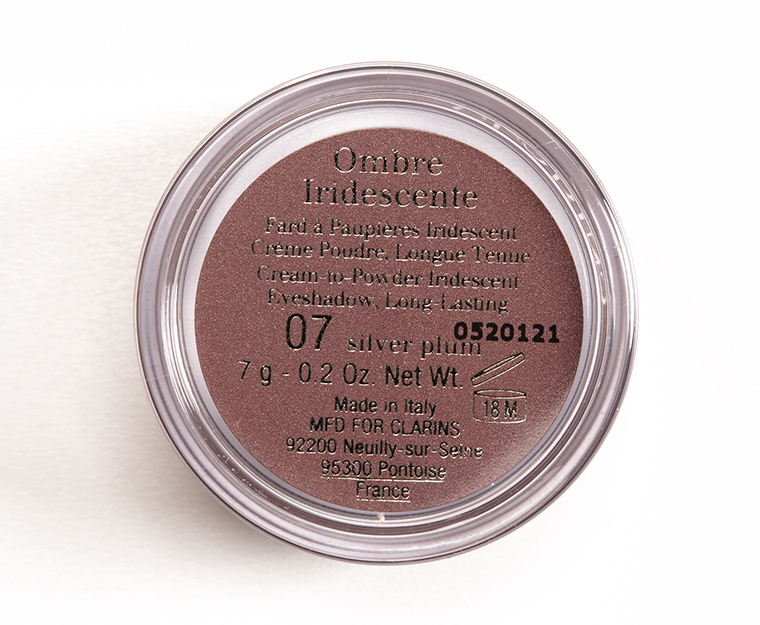 Ombre
Iridescente
Fard à Paupières Iridescent
Crème Poudre, Longue Tenue
Cream-to-Powder Iridescent
Eyeshadow, Long-Lasting
07 silver plum
0520121
7 g - 0.2 Oz. Net Wt.
18 M
Made in Italy
MFD FOR CLARINS
92200 Neuilly-sur-Seine
95300 Pontoise
France